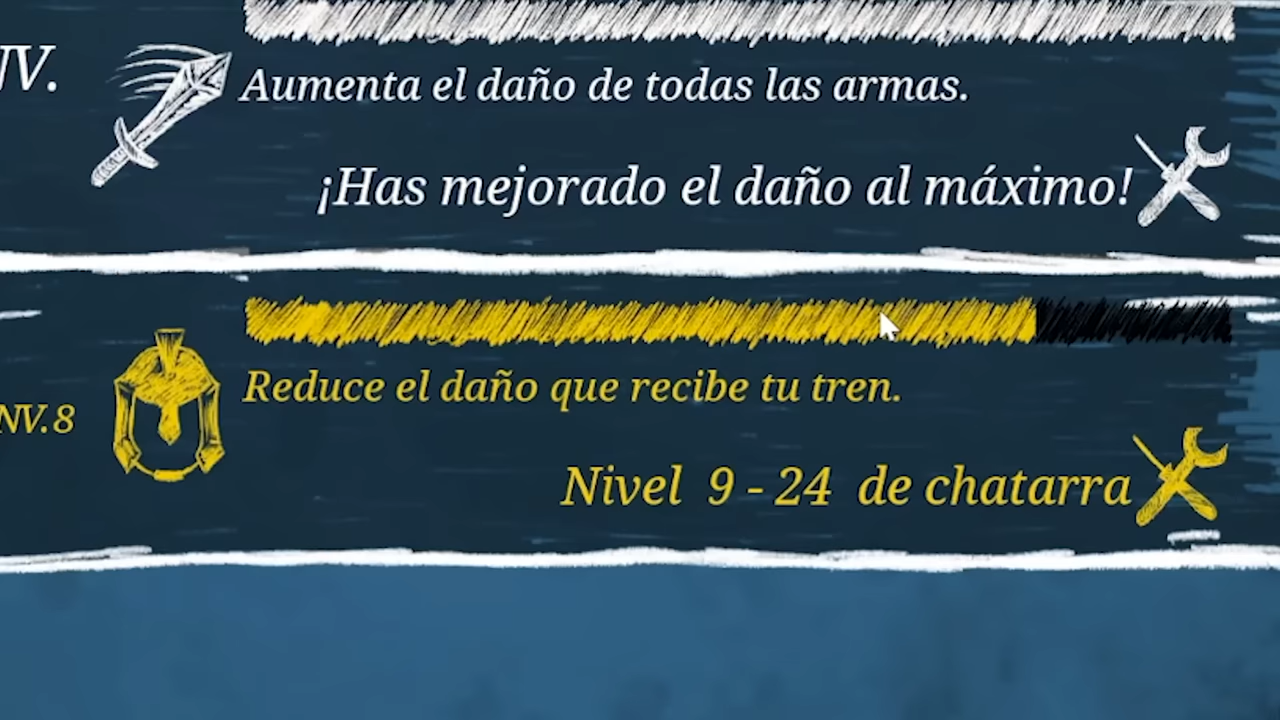 NV.
Aumenta el daño de todas las armas.
¡Has mejorado el daño al máximo!
NV.8
Reduce el daño que recibe tu tren.
Nivel 9 - 24 de chatarra